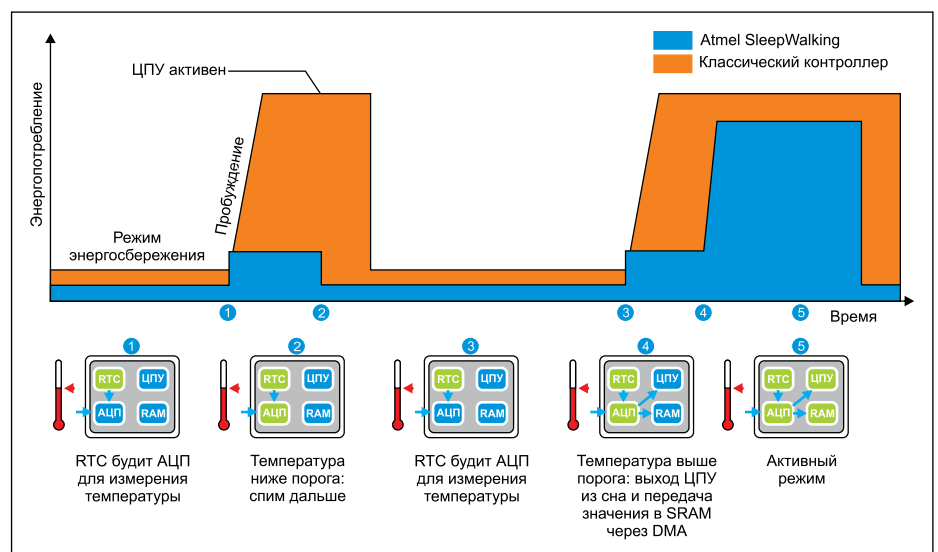 Atmel SleepWalking
Классический контроллер
ЦПУ активен
Энергопотребление
Пробуждение
Режим
энергосбережения
1
2
3
4
5
Время
1
2
3
4
5
RTC
ЦПУ
АЦП
RAM
RTC
ЦПУ
АЦП
RAM
RTC
ЦПУ
АЦП
RAM
RTC
ЦПУ
АЦП
RAM
RTC
ЦПУ
АЦП
RAM
RTC будит АЦП
для измерения
температуры
Температура
ниже порога:
спим дальше
RTC будит АЦП
для измерения
температуры
Температура выше
порога: выход ЦПУ
из сна и передача
значения в SRAM
через DMA
Активный
режим